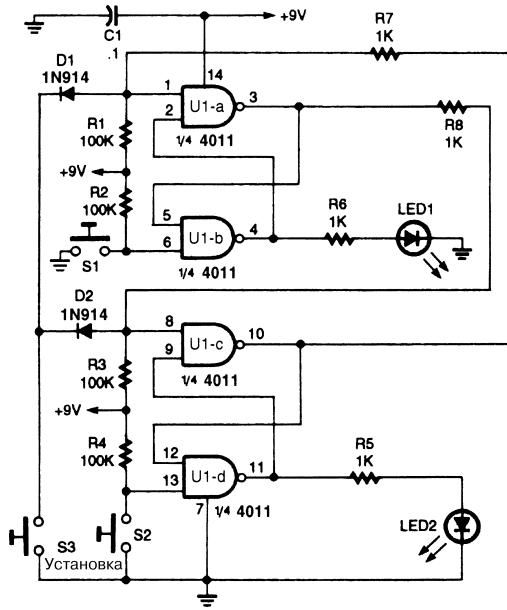 C1
+9V
R7
1K
D1
1N914
.1
14
1
2
U1-a
3
1/4 4011
R1
100K
R8
1K
+9V
R2
100K
R6
1K
LED1
5
6
U1-b
4
1/4 4011
S1
D2
1N914
8
9
U1-c
10
1/4 4011
R3
100K
+9V
R4
100K
R5
1K
12
13
U1-d
11
7
1/4 4011
LED2
S3
Установка
S2